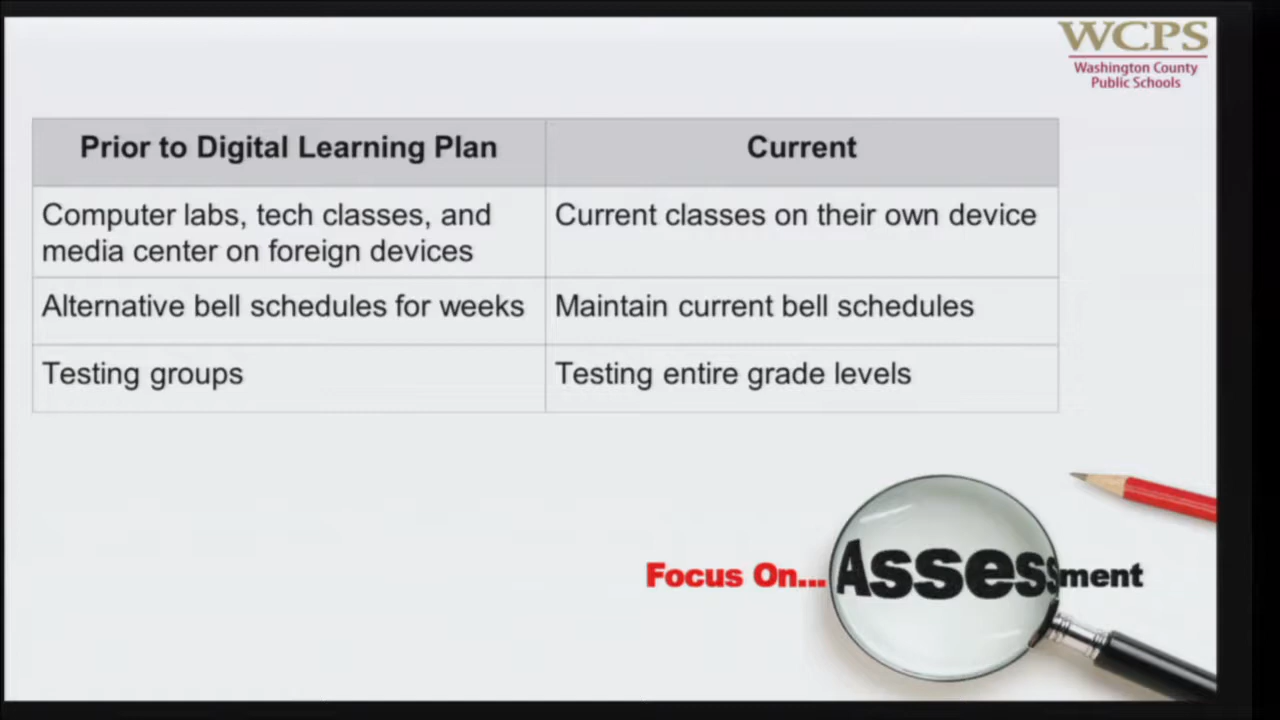 WCPS
Washington County
Public Schools
Prior to Digital Learning Plan
Current
Computer labs, tech classes, and
media center on foreign devices
Current classes on their own device
Alternative bell schedules for weeks
Maintain current bell schedules
Testing groups
Testing entire grade levels
Focus On... Assessment